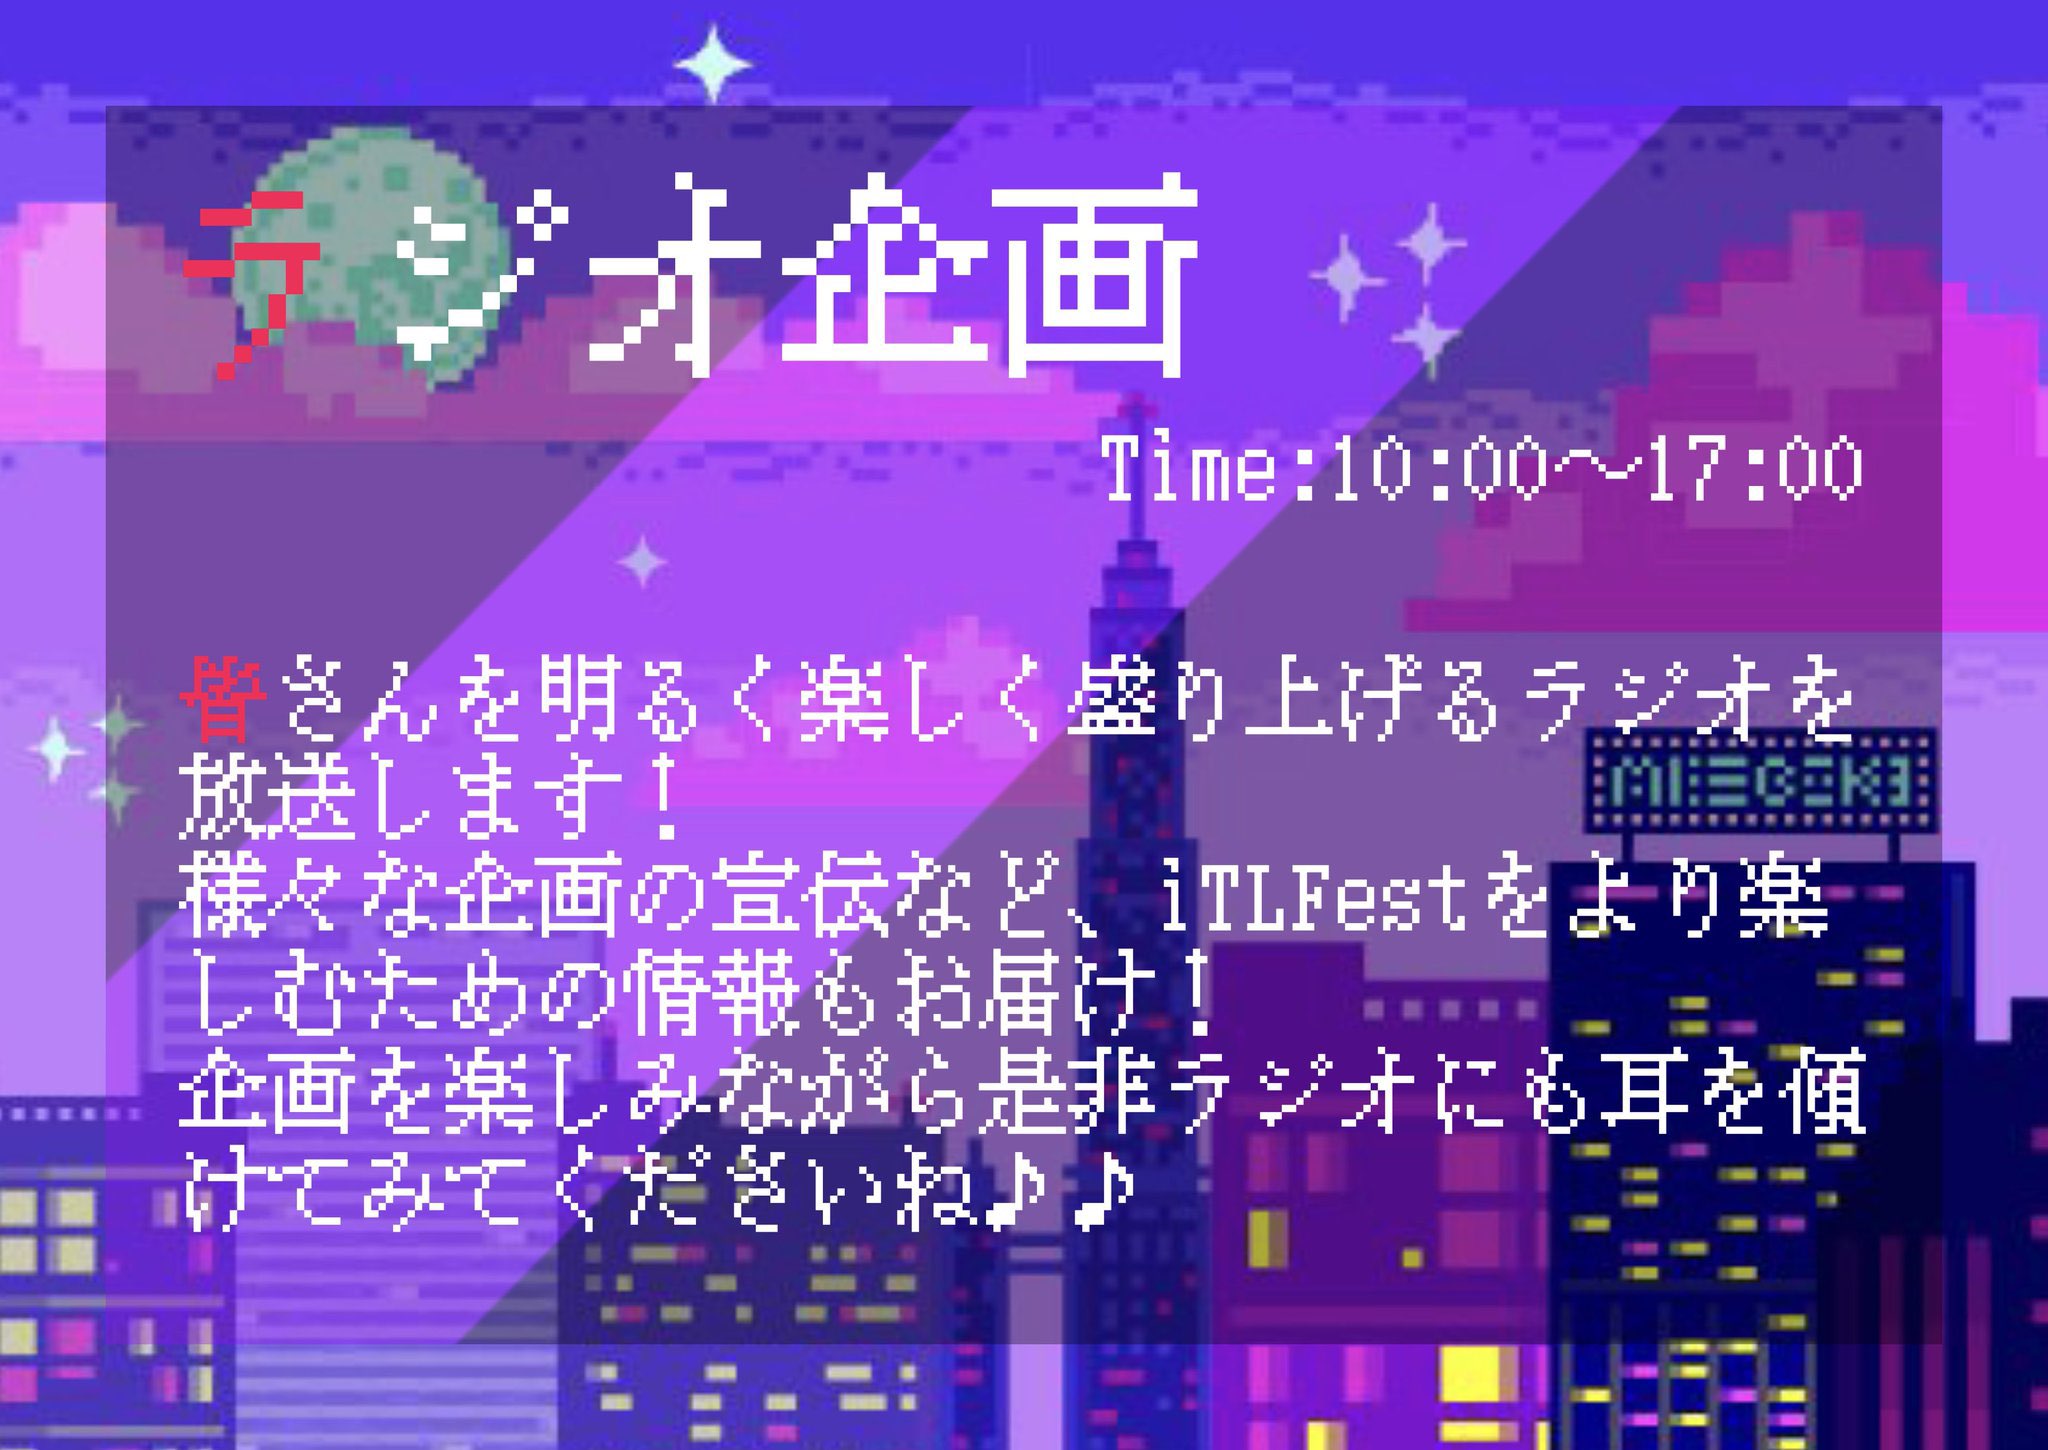 ラジオ企画
Time:10:00〜17:00
皆さんを明るく楽しく盛り上げるラジオを
放送します！
様々な企画の宣伝など、iTLFestをより楽
しむための情報もお届け！
企画を楽しみながら是非ラジオにも耳を傾
けてみてくださいね♪♪